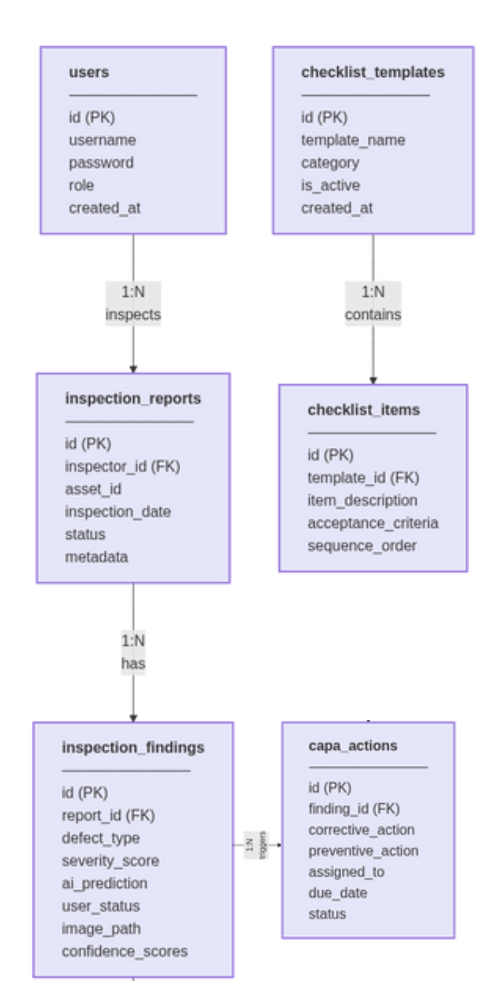 users
id (PK)
username
password
role
created_at
checklist_templates
id (PK)
template_name
category
is_active
created_at
1:N
inspects
1:N
contains
inspection_reports
id (PK)
inspector_id (FK)
asset_id
inspection_date
status
metadata
checklist_items
id (PK)
template_id (FK)
item_description
acceptance_criteria
sequence_order
1:N
has
inspection_findings
id (PK)
report_id (FK)
defect_type
severity_score
ai_prediction
user_status
image_path
confidence_scores
1:N
triggers
capa_actions
id (PK)
finding_id (FK)
corrective_action
preventive_action
assigned_to
due_date
status